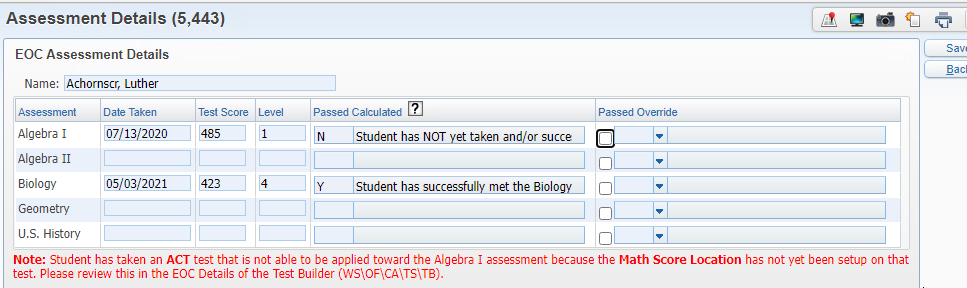 Assessment Details (5,443)
Save
Back
EOC Assessment Details
Name: Achornscr, Luther
Assessment Date Taken Test Score Level Passed Calculated ? Passed Override
Algebra I 07/13/2020 485 1 N Student has NOT yet taken and/or succe
Algebra II
Biology 05/03/2021 423 4 Y Student has successfully met the Biology
Geometry
U.S. History
Note: Student has taken an ACT test that is not able to be applied toward the Algebra I assessment because the Math Score Location has not yet been setup on that
test. Please review this in the EOC Details of the Test Builder (WS\OF\CA\TS\TB).